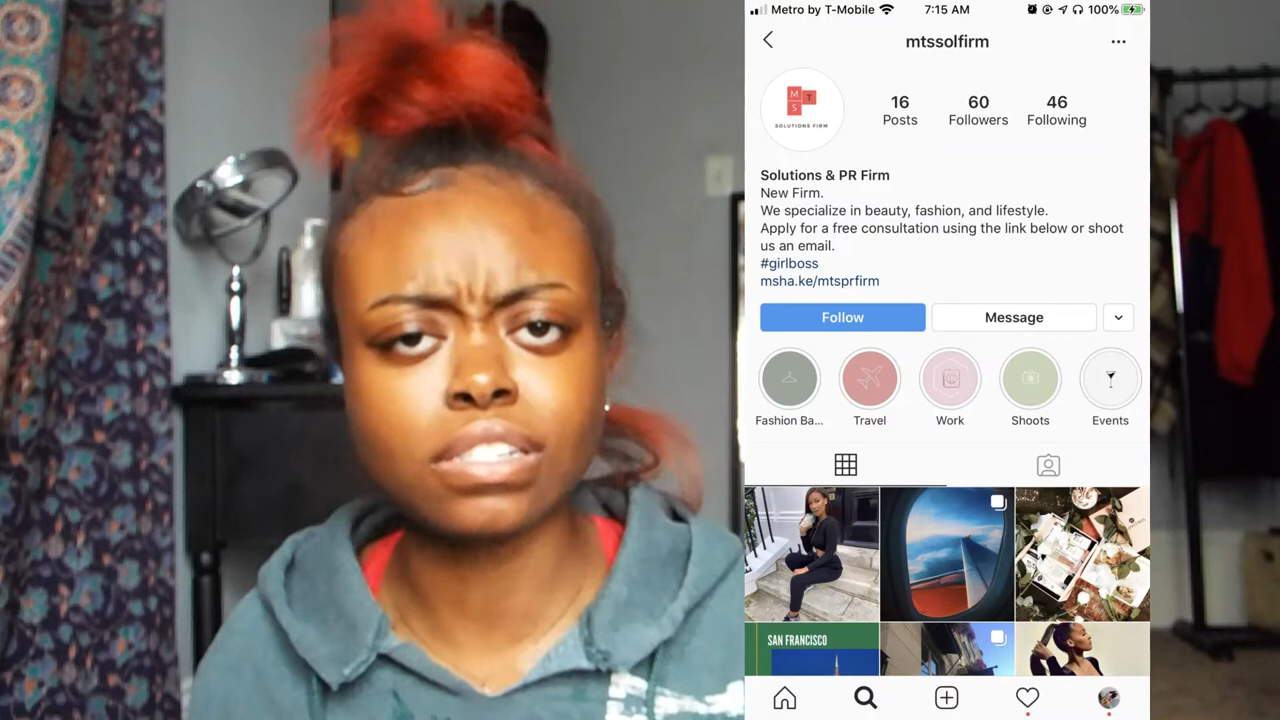 Metro by T-Mobile
7:15 AM
100%
mtssolfirm
M
T
S
SOLUTIONS FIRM
16
60
46
Posts
Followers
Following
Solutions & PR Firm
New Firm.
We specialize in beauty, fashion, and lifestyle.
Apply for a free consultation using the link below or shoot
us an email.
#girlboss
msha.ke/mtsprfirm
Follow
Message
Fashion Ba...
Travel
Work
Shoots
Events
SAN FRANCISCO